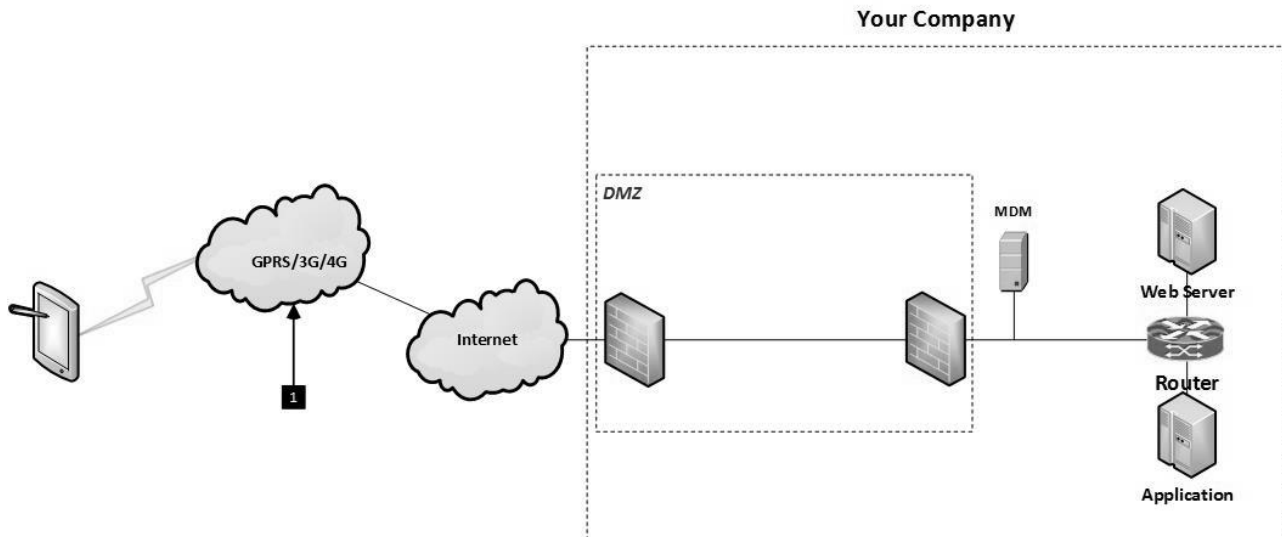 Your Company
DMZ
MDM
GPRS/3G/4G
Web Server
Internet
Router
1
Application